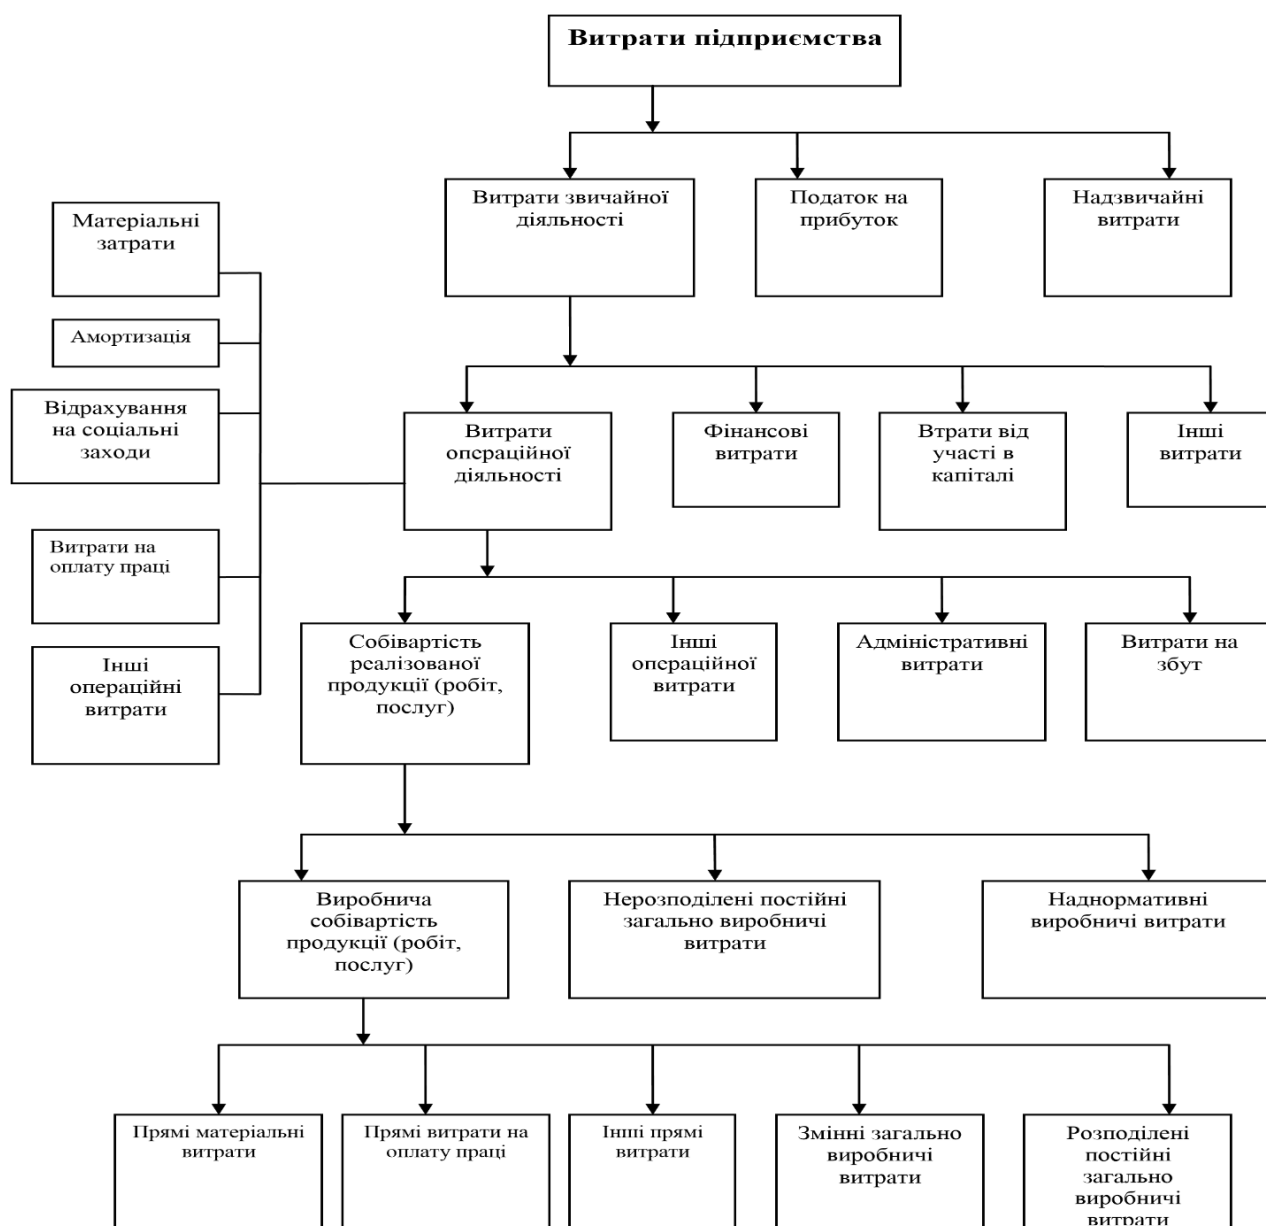 Витрати підприємства
Витрати звичайної
діяльності
Податок на
прибуток
Надзвичайні
витрати
Матеріальні
затрати
Амортизація
Відрахування
на соціальні
заходи
Витрати на
оплату праці
Інші
операційні
витрати
Витрати
операційної
діяльності
Фінансові
витрати
Втрати від
участі в
капіталі
Інші
витрати
Собівартість
реалізованої
продукції (робіт,
послуг)
Інші
операційної
витрати
Адміністративні
витрати
Витрати на
збут
Виробнича
собівартість
продукції (робіт,
послуг)
Нерозподілені постійні
загально виробничі
витрати
Наднормативні
виробничі витрати
Прямі матеріальні
витрати
Прямі витрати на
оплату праці
Інші прямі
витрати
Змінні загально
виробничі
витрати
Розподілені
постійні
загально
виробничі
витрати